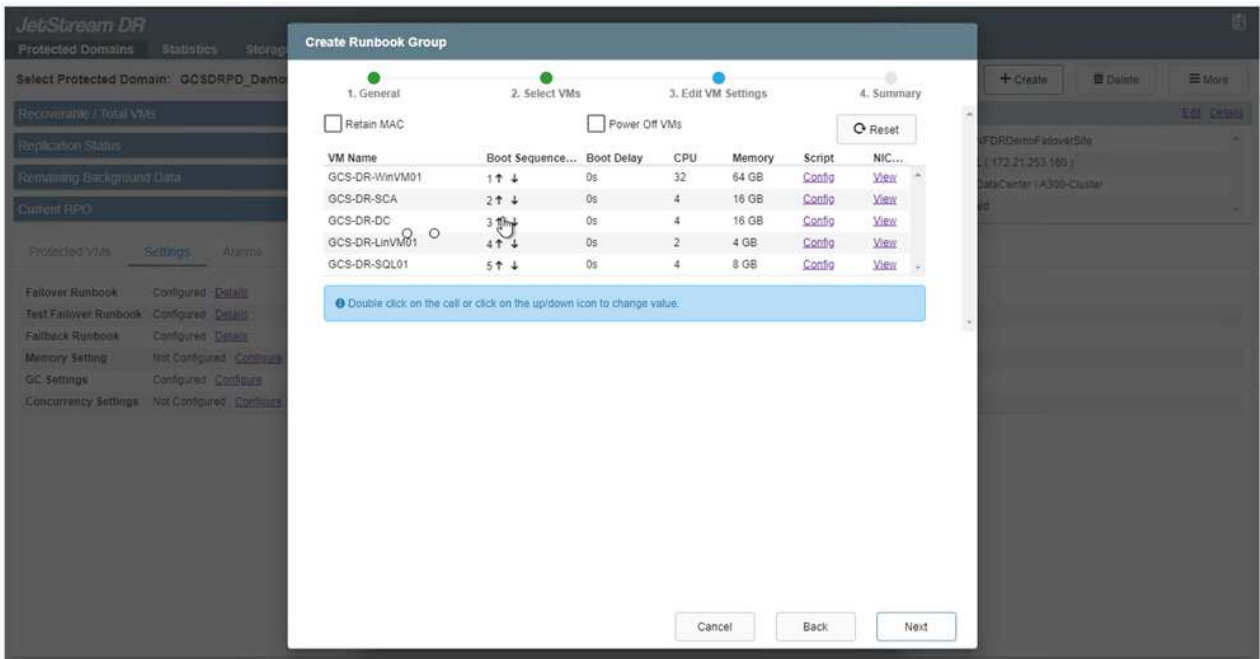 JetStream DR
Protected Domains Statistics Storag
Select Protected Domain: GCSDRPD_Demo + Create Delete More
Recoverable / Total VMs Edit Details
Replication Status
Remaining Background Data
Current RPO
( 172.21.253.160 )
DataCenter \ A300-Cluster
Protected VMs Settings Alarms
Failover Runbook Configured Details
Test Failover Runbook Configured Details
Failback Runbook Configured Details
Memory Setting Not Configured Configure
GC Settings Configured Configure
Concurrency Settings Not Configured Configure
Create Runbook Group
1. General 2. Select VMs 3. Edit VM Settings 4. Summary
Retain MAC Power Off VMs Reset
VM Name Boot Sequence... Boot Delay CPU Memory Script NIC...
GCS-DR-WinVM01 1 ↑ ↓ 0s 32 64 GB Config View
GCS-DR-SCA 2 ↑ ↓ 0s 4 16 GB Config View
GCS-DR-DC 3 ↑ ↓ 0s 4 16 GB Config View
GCS-DR-LinVM01 4 ↑ ↓ 0s 2 4 GB Config View
GCS-DR-SQL01 5 ↑ ↓ 0s 4 8 GB Config View
Double click on the cell or click on the up/down icon to change value.
Cancel Back Next